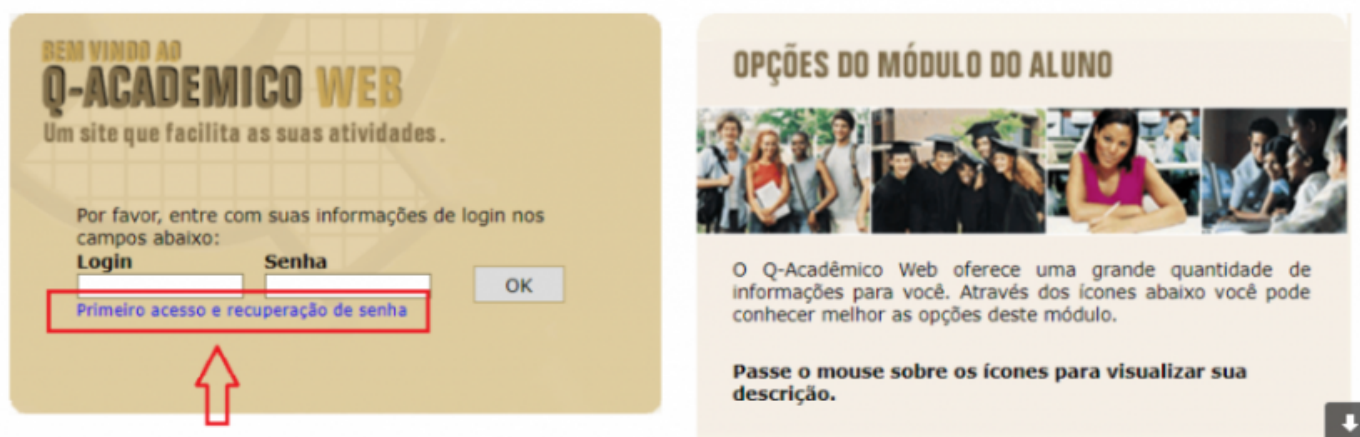 BEM VINDO AO
Q-ACADEMICO WEB
Um site que facilita as suas atividades.
Por favor, entre com suas informações de login nos
campos abaixo:
Login Senha
OK
Primeiro acesso e recuperação de senha
OPÇÕES DO MÓDULO DO ALUNO
O Q-Acadêmico Web oferece uma grande quantidade de
informações para você. Através dos ícones abaixo você pode
conhecer melhor as opções deste módulo.
Passe o mouse sobre os ícones para visualizar sua
descrição.